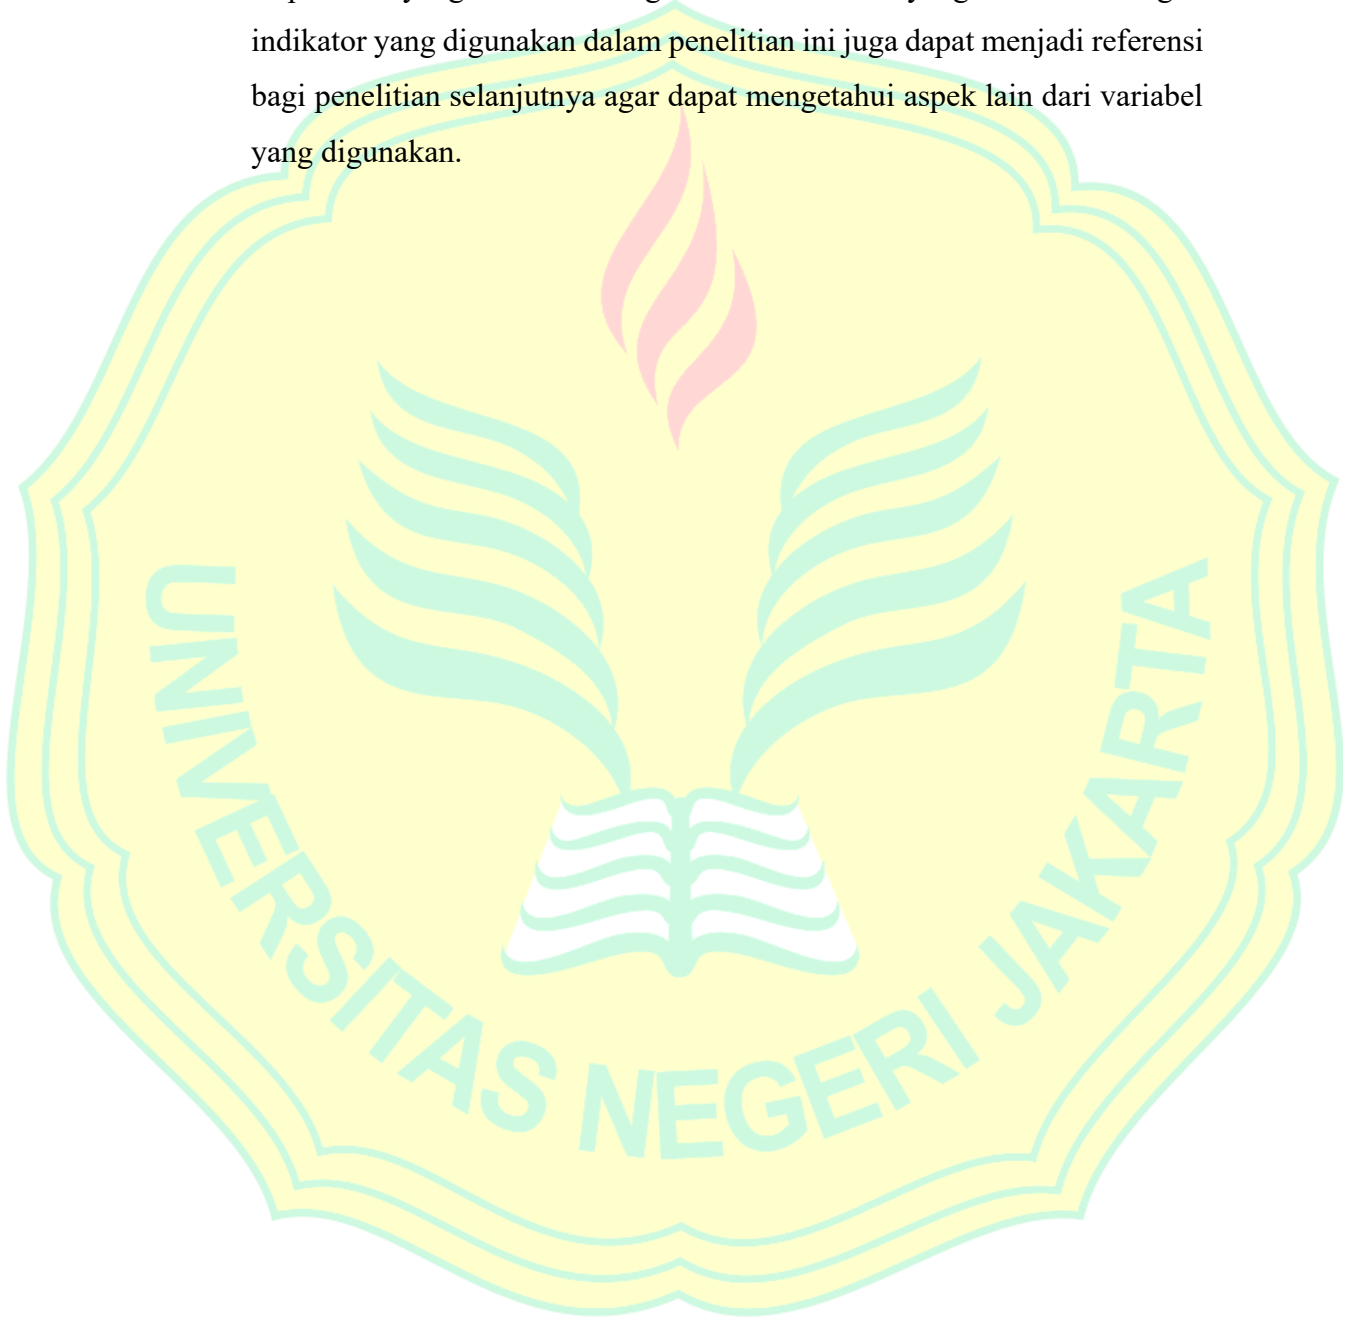 indikator yang digunakan dalam penelitian ini juga dapat menjadi referensi
bagi penelitian selanjutnya agar dapat mengetahui aspek lain dari variabel
yang digunakan.
UNIVERSITAS NEGERI JAKARTA